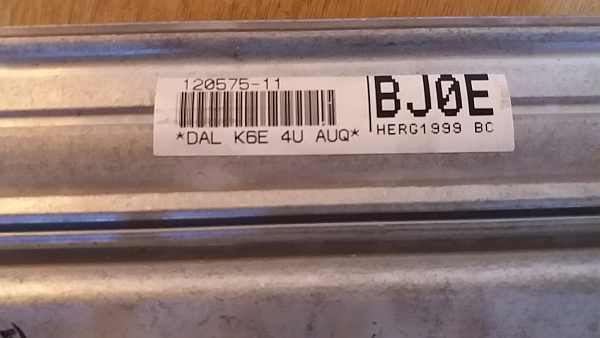 120575-11
*DAL K6E 4U AUQ*
BJ0E
HERG1999 BC